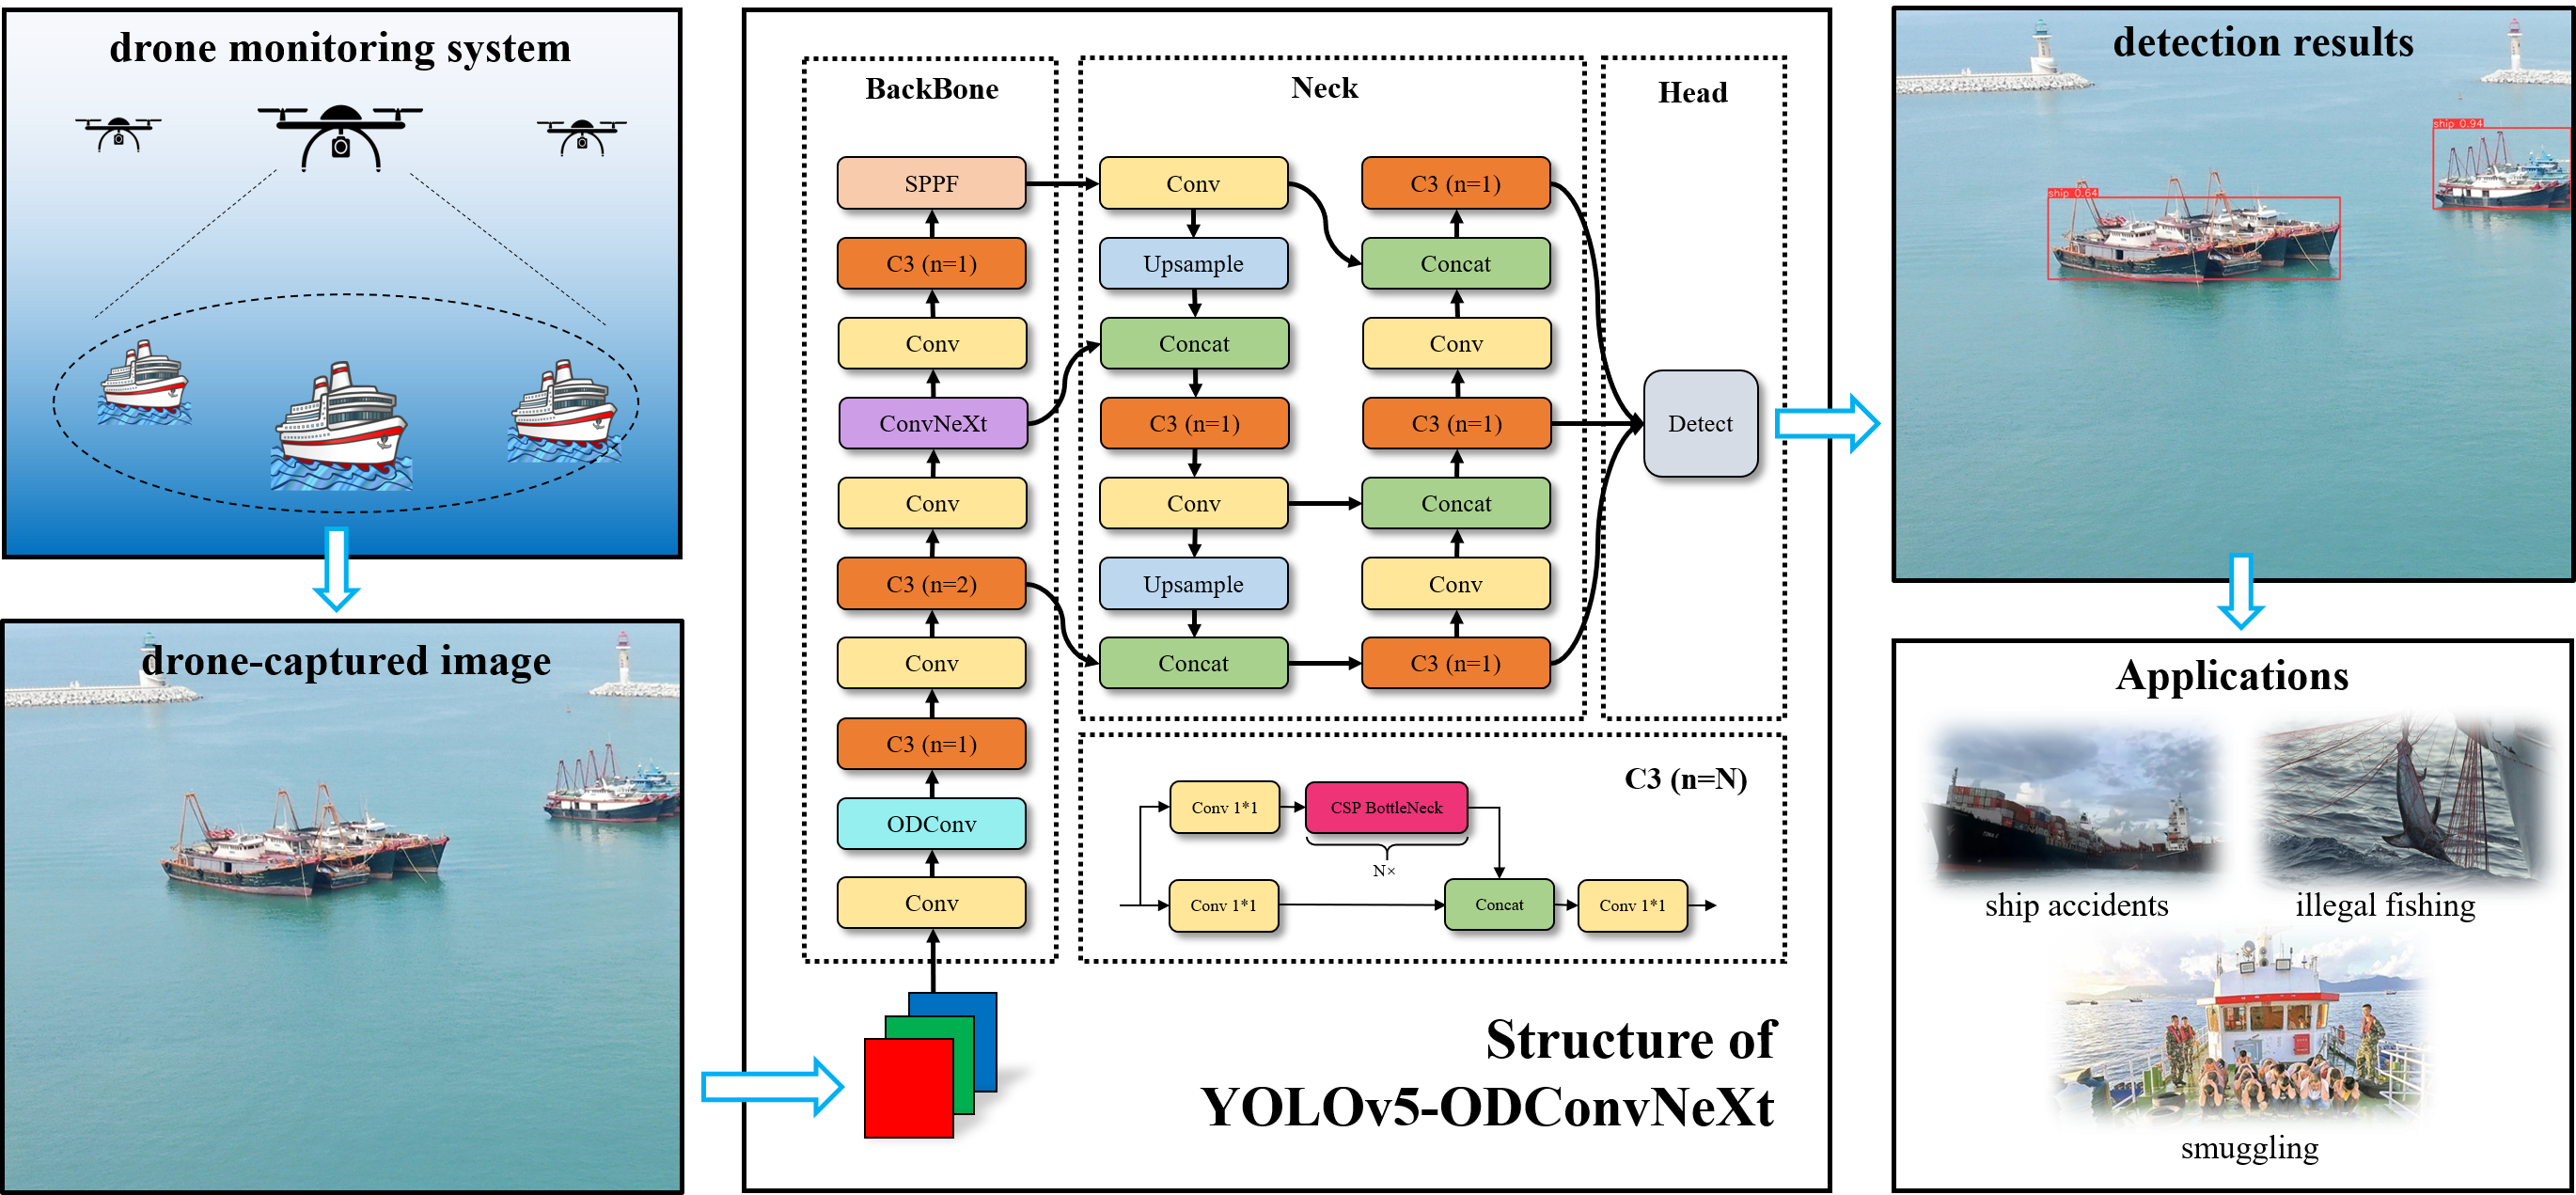 drone monitoring system
drone-captured image
BackBone
SPPF
C3 (n=1)
Conv
ConvNeXt
Conv
C3 (n=2)
Conv
C3 (n=1)
ODConv
Conv
Neck
Conv
Upsample
Concat
C3 (n=1)
Conv
Upsample
Concat
C3 (n=1)
Concat
Conv
C3 (n=1)
Concat
Conv
C3 (n=1)
Head
Detect
C3 (n=N)
Conv 1*1
CSP BottleNeck
N×
Conv 1*1
Concat
Conv 1*1
Structure of
YOLOv5-ODConvNeXt
detection results
ship 0.94
ship 0.64
Applications
ship accidents
illegal fishing
smuggling